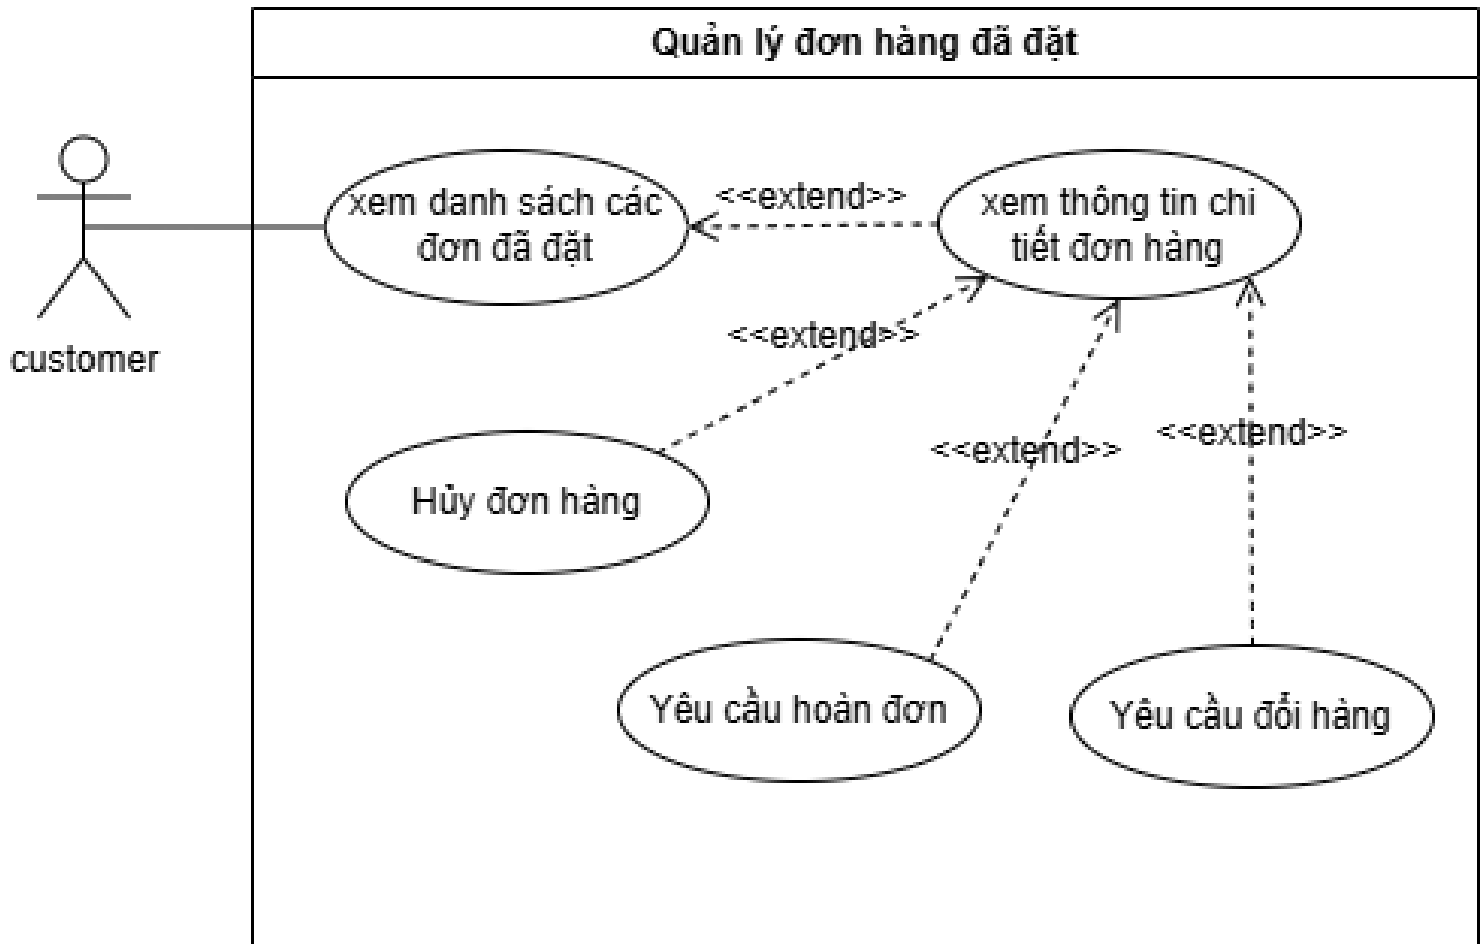 Quản lý đơn hàng đã đặt
xem danh sách các
đơn đã đặt
<<extend>>
xem thông tin chi
tiết đơn hàng
<<extend>>
customer
<<extend>>
<<extend>>
Hủy đơn hàng
Yêu cầu hoàn đơn
Yêu cầu đổi hàng